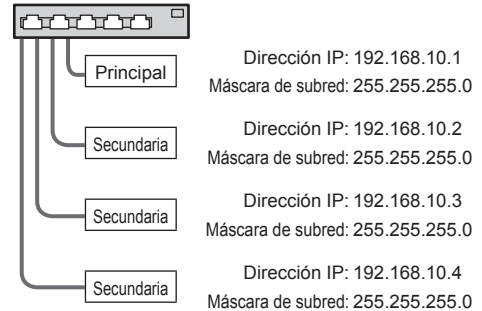 Principal
Dirección IP: 192.168.10.1
Máscara de subred: 255.255.255.0
Secundaria
Dirección IP: 192.168.10.2
Máscara de subred: 255.255.255.0
Secundaria
Dirección IP: 192.168.10.3
Máscara de subred: 255.255.255.0
Secundaria
Dirección IP: 192.168.10.4
Máscara de subred: 255.255.255.0